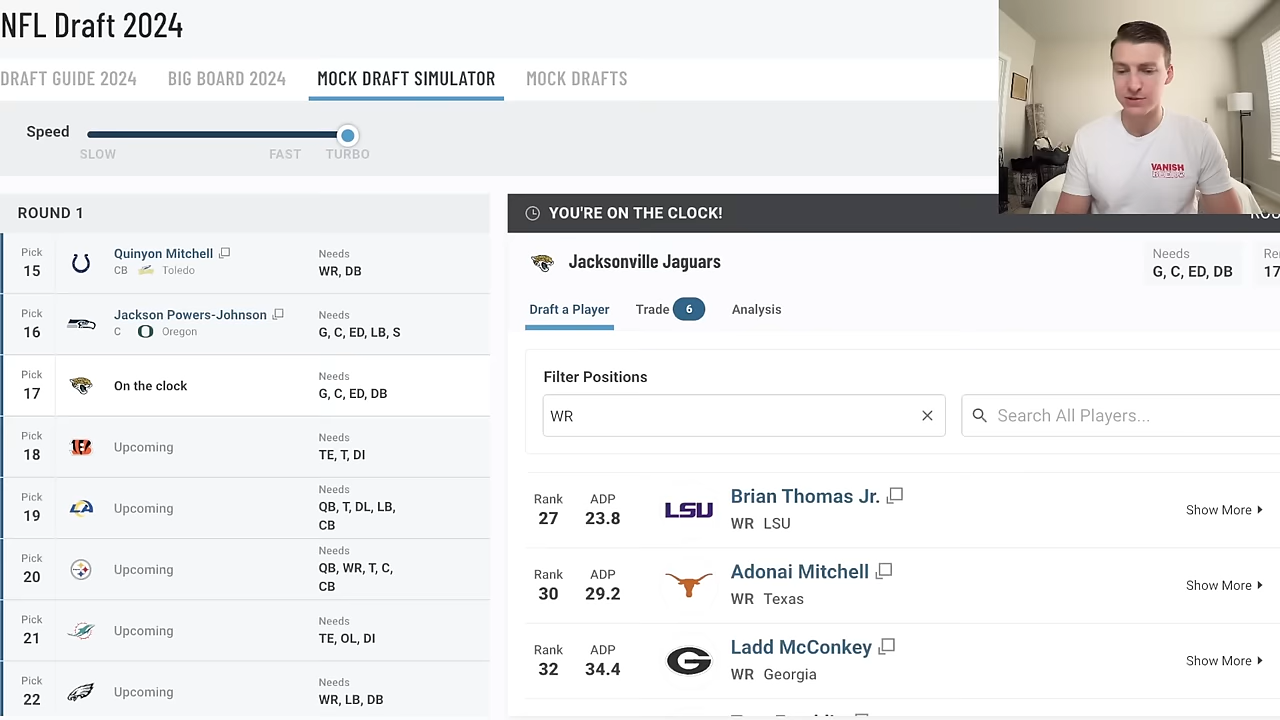 NFL Draft 2024
DRAFT GUIDE 2024
BIG BOARD 2024
MOCK DRAFT SIMULATOR
MOCK DRAFTS
Speed
SLOW
FAST
TURBO
VANISH
ROUND 1
Pick
15
Quinyon Mitchell
CB
Toledo
Needs
WR, DB
Pick
16
Jackson Powers-Johnson
C
Oregon
Needs
G, C, ED, LB, S
Pick
17
On the clock
Needs
G, C, ED, DB
Pick
18
Upcoming
Needs
TE, T, DI
Pick
19
Upcoming
Needs
QB, T, DL, LB,
CB
Pick
20
Upcoming
Needs
QB, WR, T, C,
CB
Pick
21
Upcoming
Needs
TE, OL, DI
Pick
22
Upcoming
Needs
WR, LB, DB
YOU'RE ON THE CLOCK!
Jacksonville Jaguars
Needs
G, C, ED, DB
17
Draft a Player
Trade 6
Analysis
Filter Positions
WR
Search All Players...
Rank
27
ADP
23.8
LSU
Brian Thomas Jr.
WR LSU
Show More
Rank
30
ADP
29.2
Adonai Mitchell
WR Texas
Show More
Rank
32
ADP
34.4
G
Ladd McConkey
WR Georgia
Show More